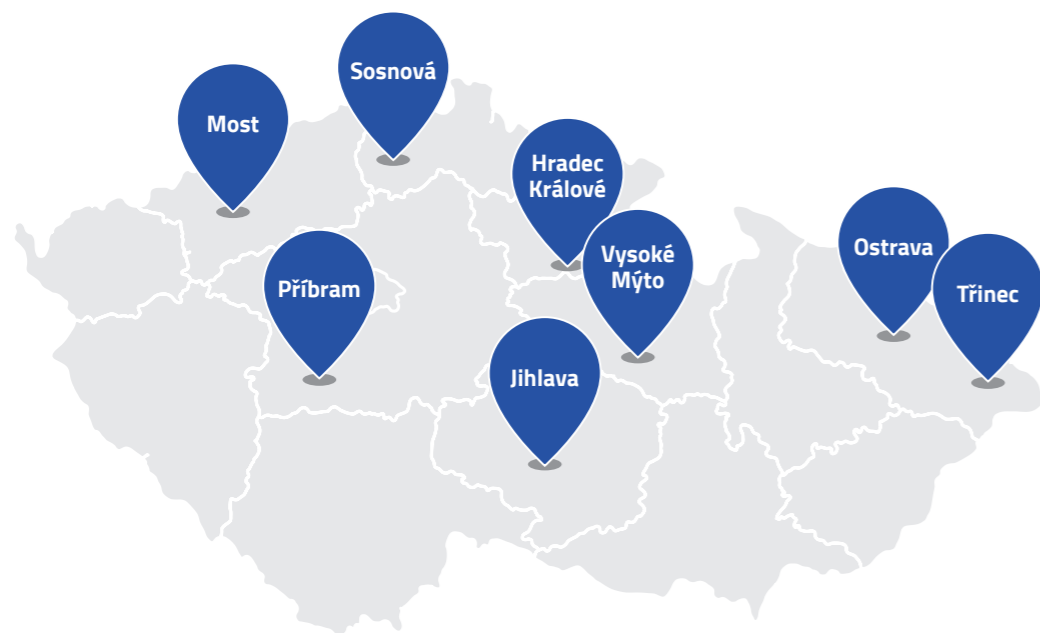 Sosnová
Most
Hradec
Králové
Vysoké
Mýto
Ostrava
Příbram
Třinec
Jihlava